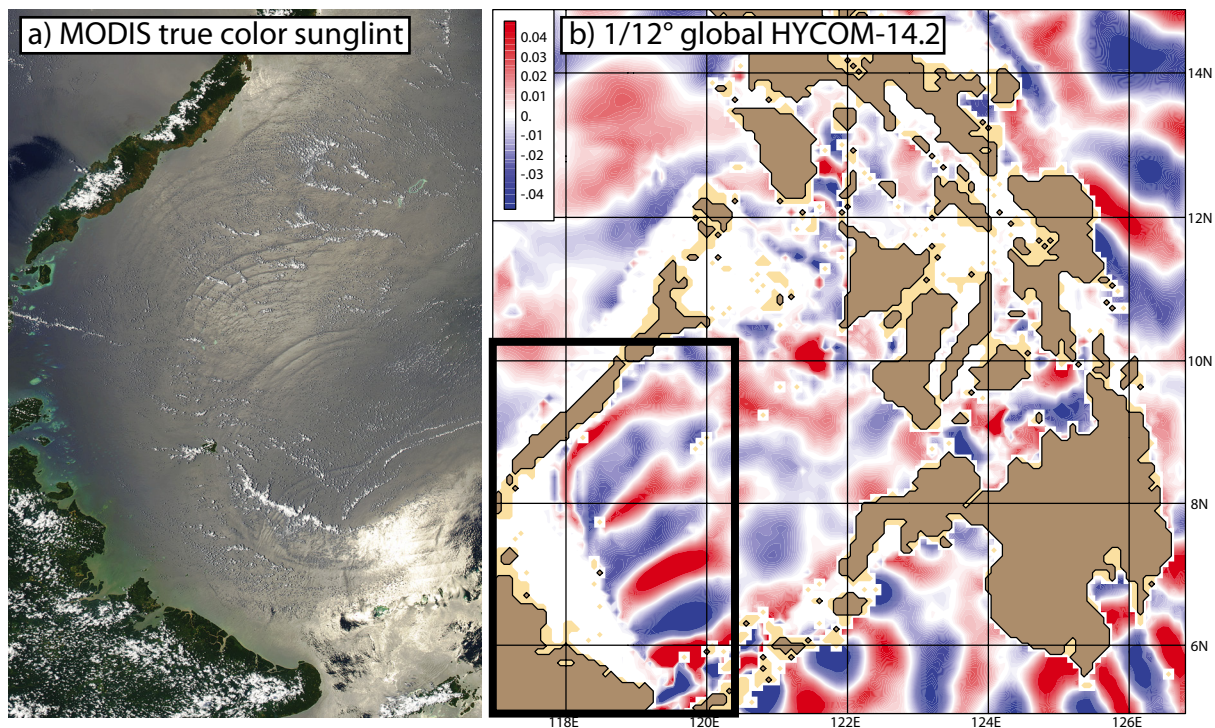 a) MODIS true color sunglint
b) 1/12° global HYCOM-14.2
0.04
0.03
0.02
0.01
0.
-.01
-.02
-.03
-.04
14N
12N
10N
8N
6N
118E
120E
122E
124E
126E